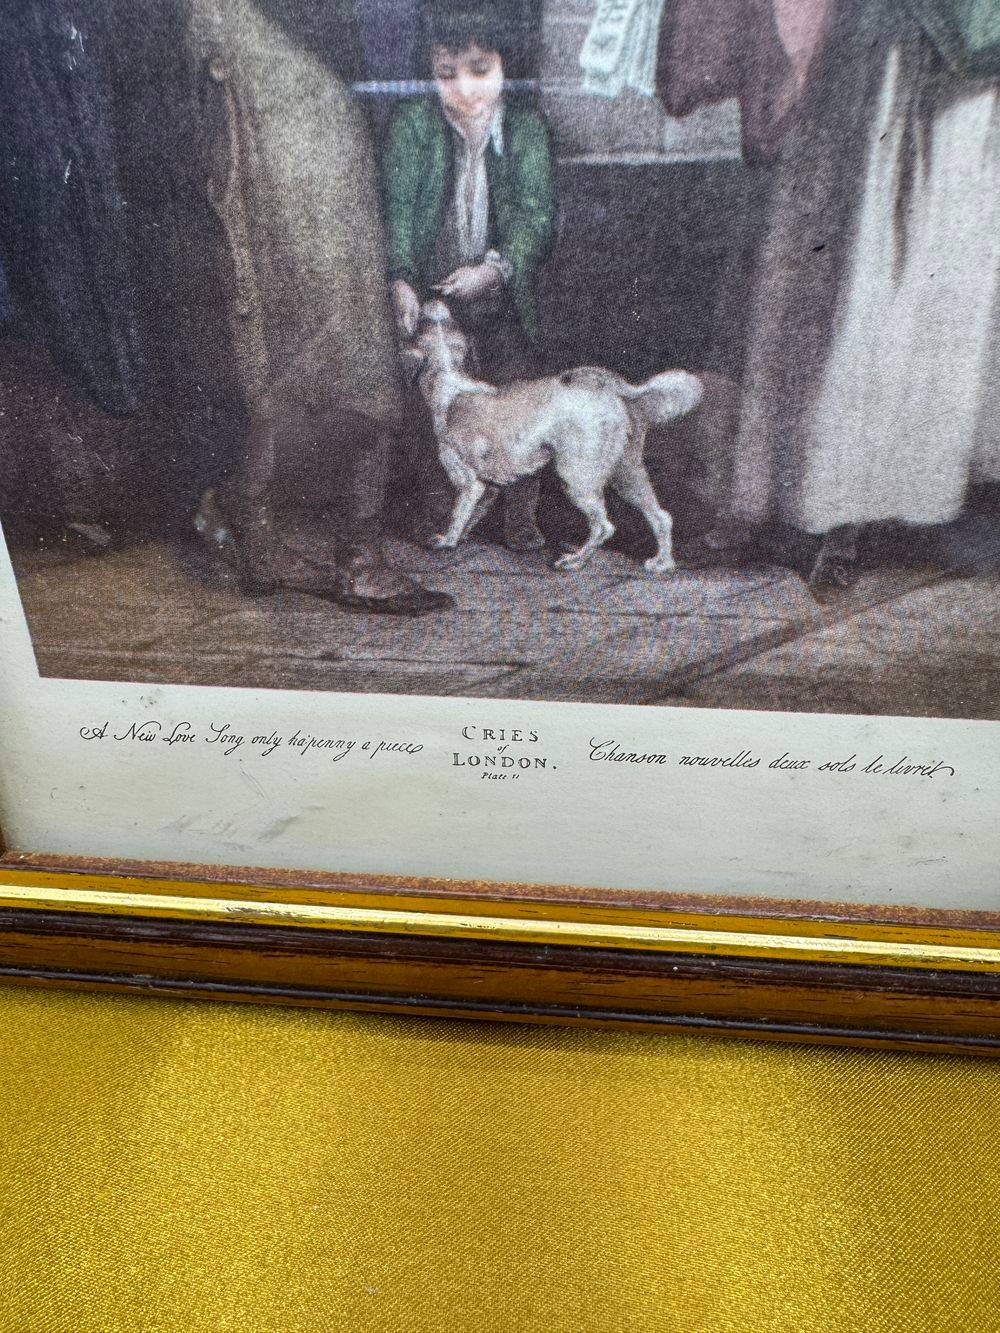 A New Love Song only ha'penny a piece
CRIES
of
LONDON.
Plate 11
Chanson nouvelles deux sols le livret